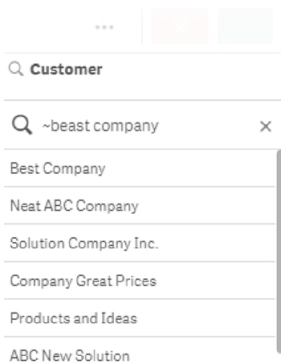 Customer
~beast company
Best Company
Neat ABC Company
Solution Company Inc.
Company Great Prices
Products and Ideas
ABC New Solution